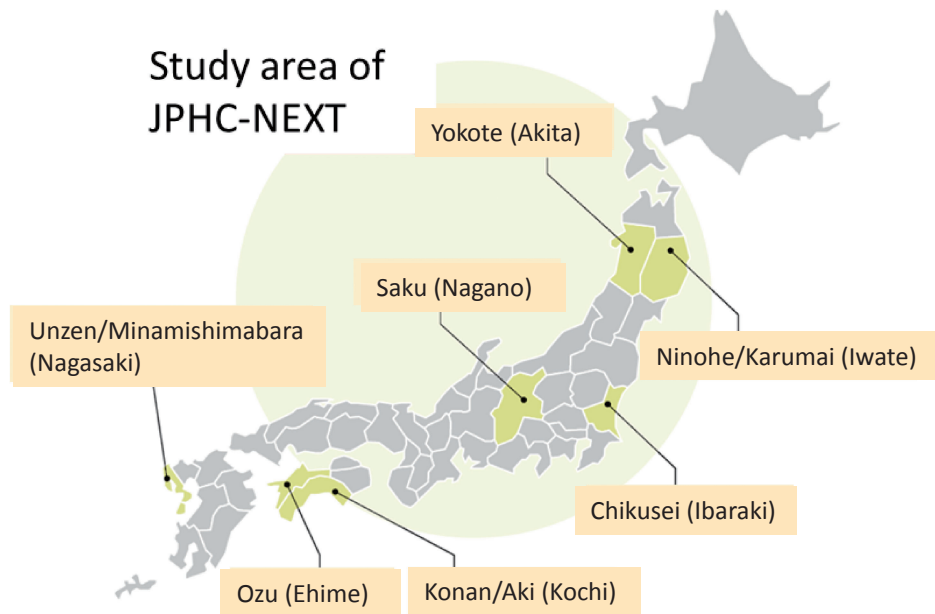 Study area of
JPHC-NEXT
Yokote (Akita)
Saku (Nagano)
Unzen/Minamishimabara
(Nagasaki)
Ninohe/Karumai (Iwate)
Chikusei (Ibaraki)
Ozu (Ehime)
Konan/Aki (Kochi)